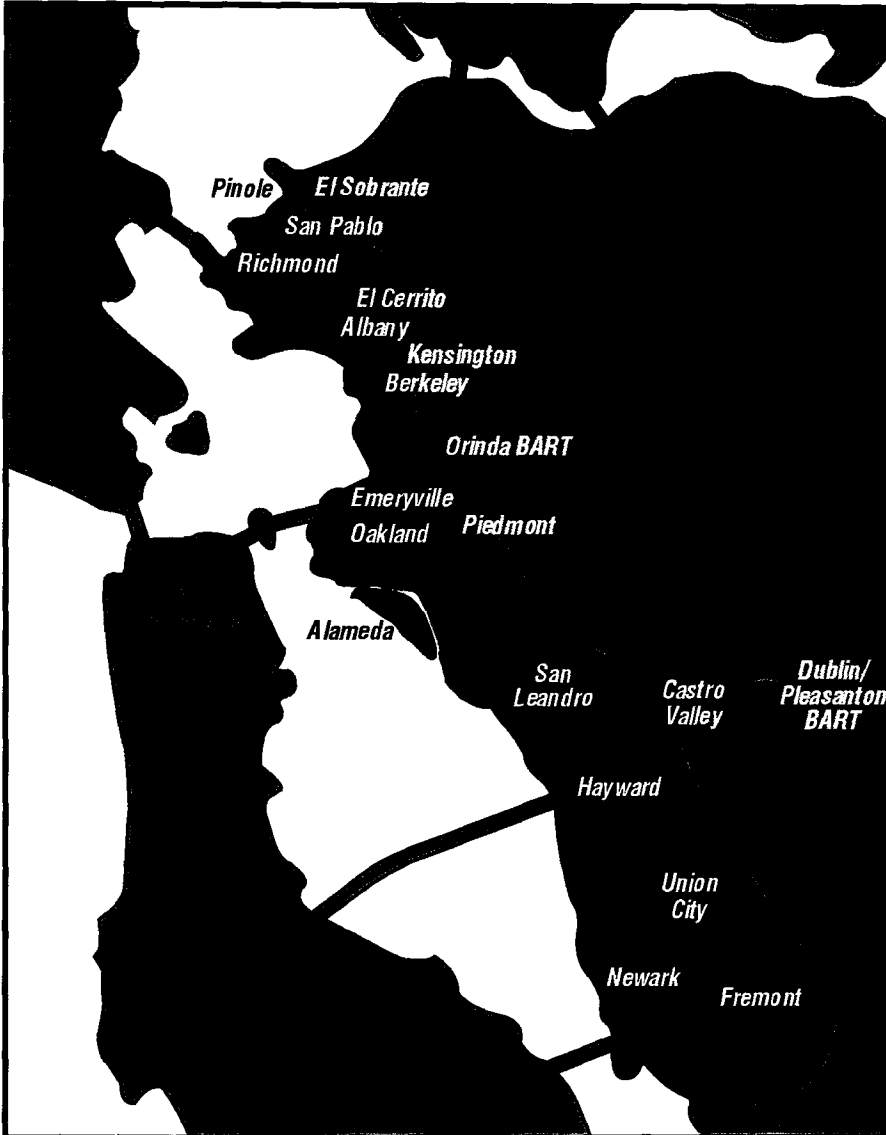 Pinole
El Sobrante
San Pablo
Richmond
El Cerrito
Albany
Kensington
Berkeley
Orinda BART
Emeryville
Oakland
Piedmont
Alameda
San
Leandro
Castro
Valley
Dublin/
Pleasanton
BART
Hayward
Union
City
Newark
Fremont